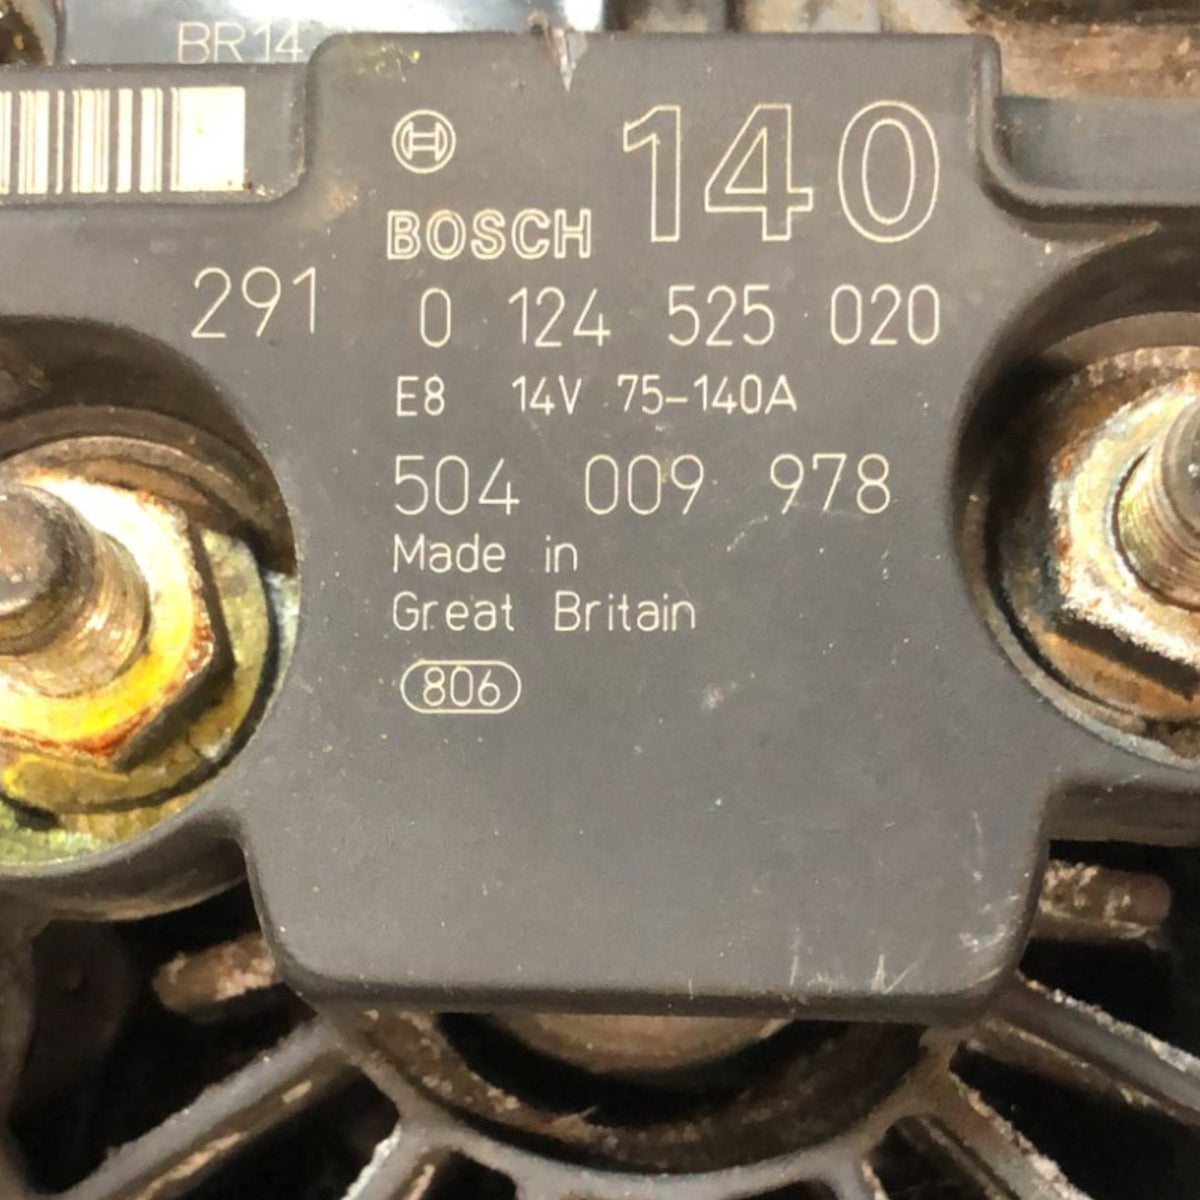 BR14
140
BOSCH
291
0 124 525 020
E8 14V 75-140A
504 009 978
Made in
Great Britain
806